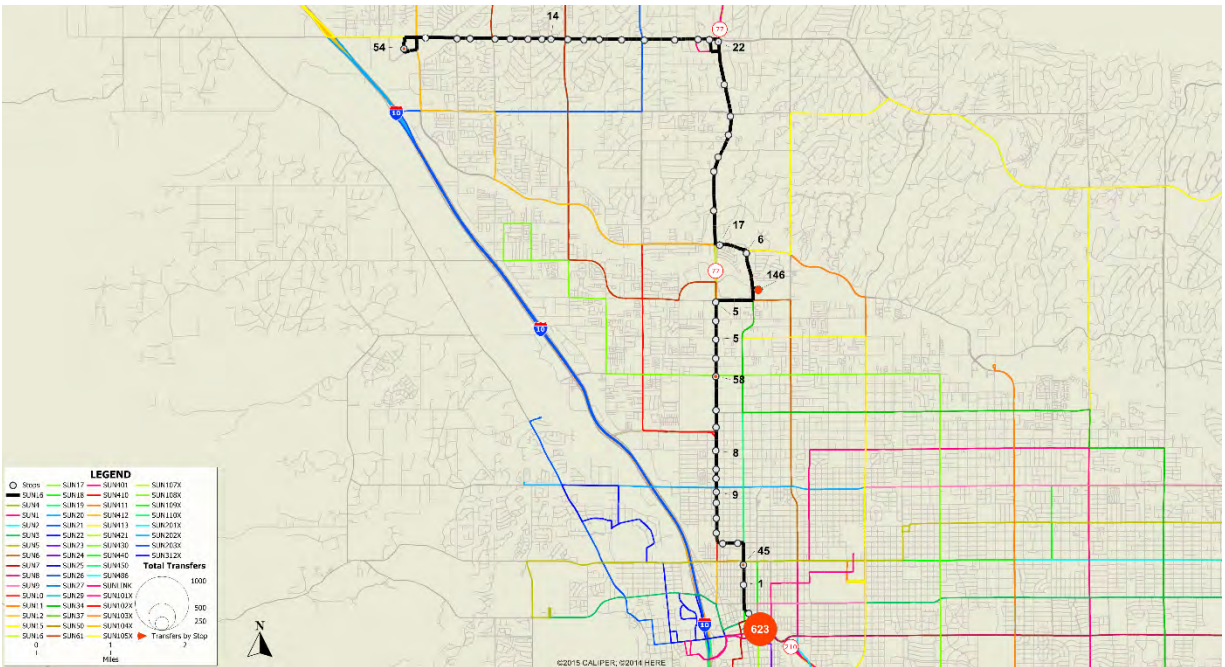 14
77
54
22
10
17
6
77
146
5
10
5
58
8
9
45
1
623
10
210
LEGEND
Stops
SUN16
SUN4
SUN1
SUN2
SUN3
SUN5
SUN6
SUN7
SUN8
SUN9
SUN10
SUN11
SUN12
SUN15
SUN16
SUN17
SUN18
SUN19
SUN20
SUN21
SUN22
SUN23
SUN24
SUN25
SUN26
SUN27
SUN29
SUN34
SUN37
SUN50
SUN61
SUN401
SUN410
SUN411
SUN412
SUN413
SUN421
SUN430
SUN440
SUN450
SUN486
SUNLINK
SUN101X
SUN102X
SUN103X
SUN104X
SUN105X
SUN107X
SUN108X
SUN109X
SUN110X
SUN201X
SUN202X
SUN203X
SUN312X
Total Transfers
1000
500
250
Transfers by Stop
0 1 2
Miles
N
©2015 CALIPER; ©2014 HERE